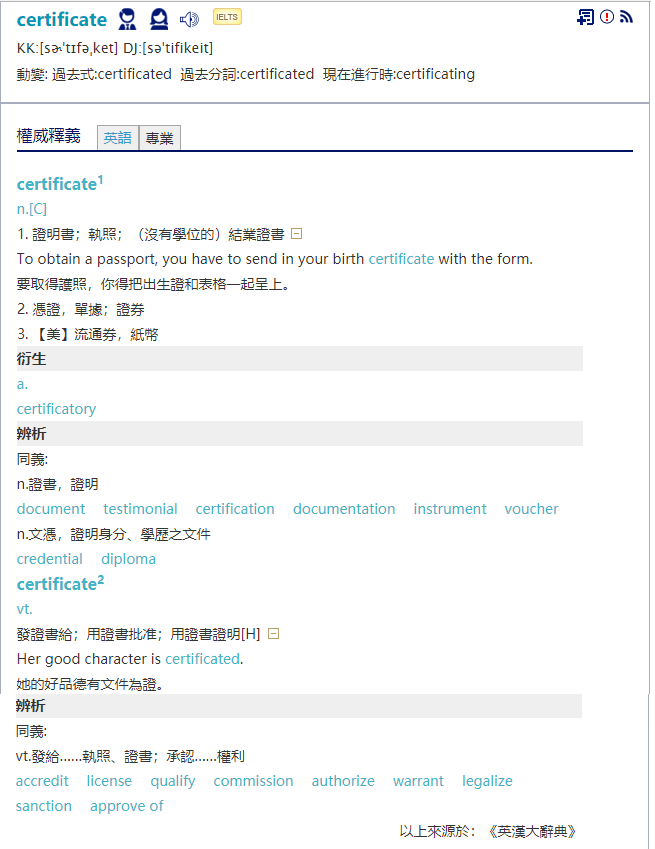 certificate IELTS
KK:[sɚˋtɪfə͵ket] DJ:[səˋtifikeit]
動變: 過去式:certificated 過去分詞:certificated 現在進行時:certificating
權威釋義 英語 專業
certificate¹
n.[C]
1. 證明書；執照；（沒有學位的）結業證書
To obtain a passport, you have to send in your birth certificate with the form.
要取得護照，你得把出生證和表格一起呈上。
2. 憑證，單據；證券
3. 【美】流通券，紙幣
衍生
a.
certificatory
辨析
同義:
n.證書，證明
document testimonial certification documentation instrument voucher
n.文憑，證明身分、學歷之文件
credential diploma
certificate²
vt.
發證書給；用證書批准；用證書證明[H]
Her good character is certificated.
她的好品德有文件為證。
辨析
同義:
vt.發給……執照、證書；承認……權利
accredit license qualify commission authorize warrant legalize
sanction approve of
以上來源於：《英漢大辭典》